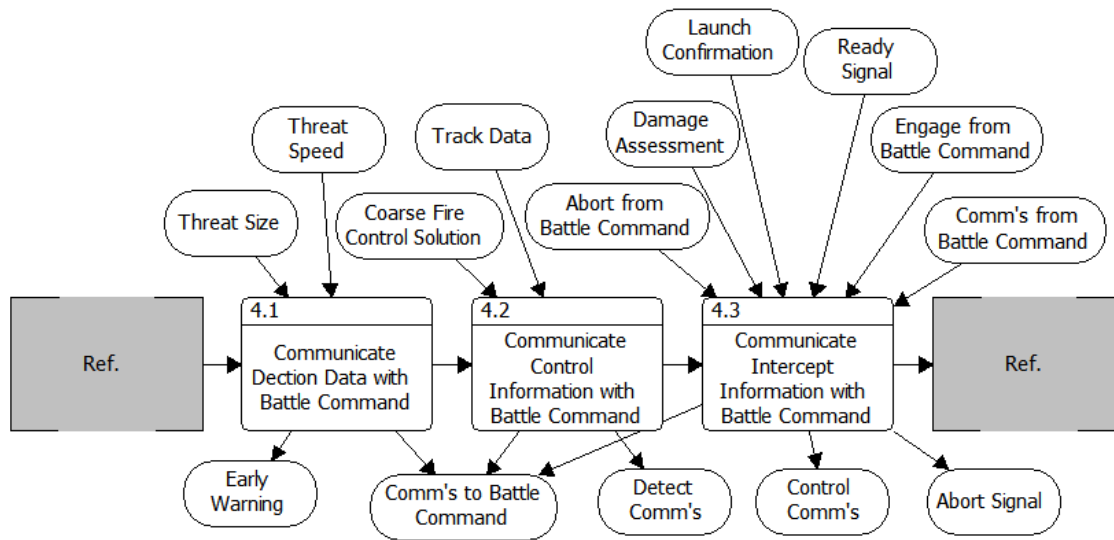 Launch
Confirmation
Ready
Signal
Threat
Speed
Track Data
Damage
Assessment
Engage from
Battle Command
Threat Size
Coarse Fire
Control Solution
Abort from
Battle Command
Comm's from
Battle Command
Ref.
4.1
Communicate
Dection Data with
Battle Command
4.2
Communicate
Control
Information with
Battle Command
4.3
Communicate
Intercept
Information with
Battle Command
Ref.
Early
Warning
Comm's to Battle
Command
Detect
Comm's
Control
Comm's
Abort Signal